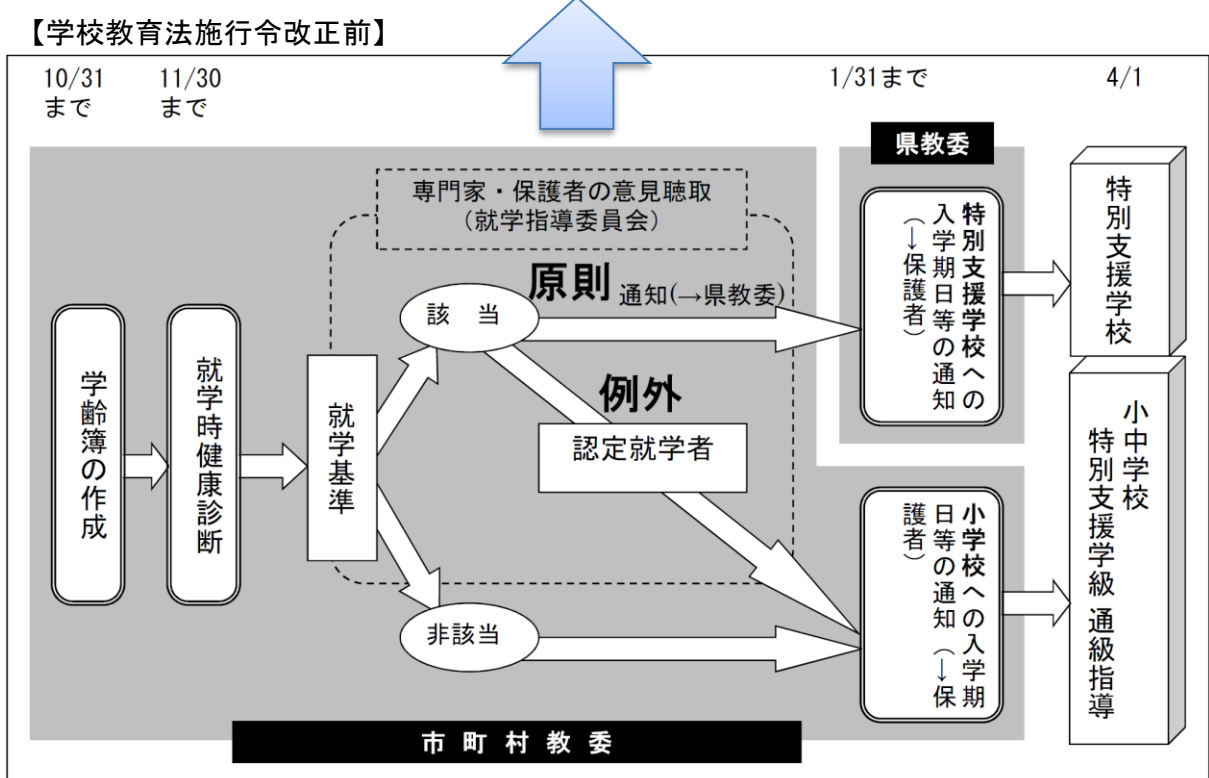 【学校教育法施行令改正前】
10/31
まで
11/30
まで
1/31まで
4/1
県教委
専門家・保護者の意見聴取
(就学指導委員会)
原則 通知(→県教委)
該 当
例外
認定就学者
学齢簿の作成
就学時健康診断
就学基準
非該当
特別支援学校への
入学期日等の通知
(→保護者)
小学校への入学期
日等の通知 (→保
護者)
特別支援学校
小中学校
特別支援学級 通級指導
市 町 村 教 委